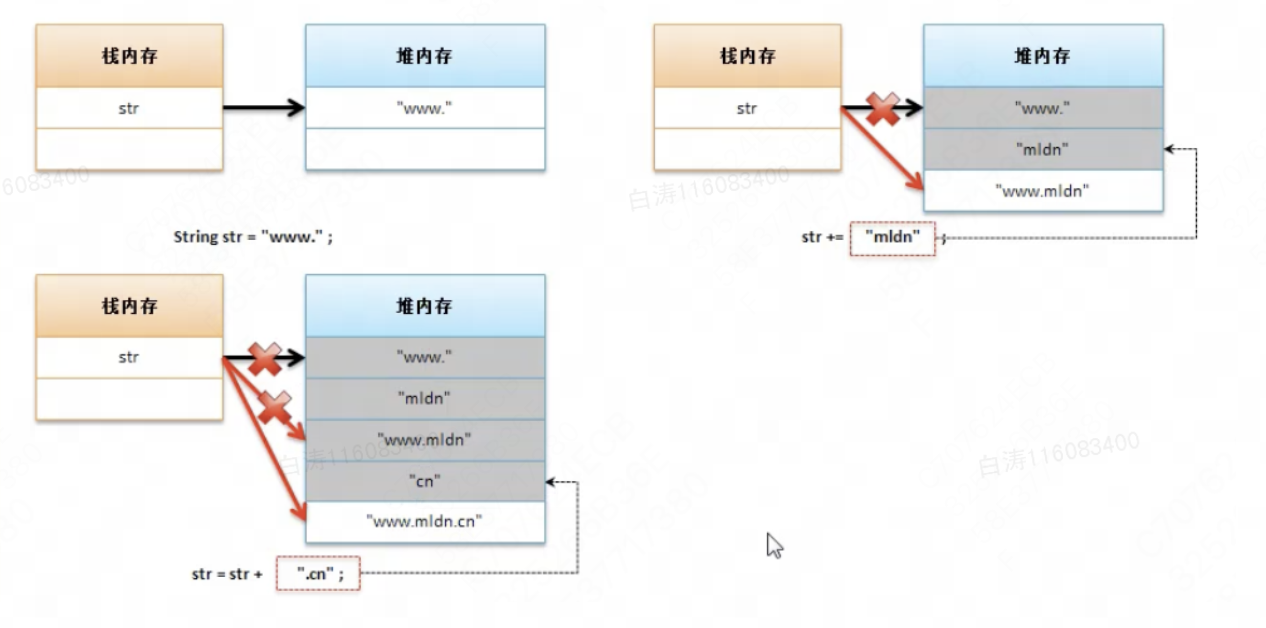 栈内存
堆内存
str
"www."
String str = "www." ;
栈内存
堆内存
str
"www."
"mldn"
"www.mldn"
str += "mldn" ;
栈内存
堆内存
str
"www."
"mldn"
"www.mldn"
"cn"
"www.mldn.cn"
str = str + ".cn" ;
6083400
白涛116083400
白涛116083400
白涛116083400